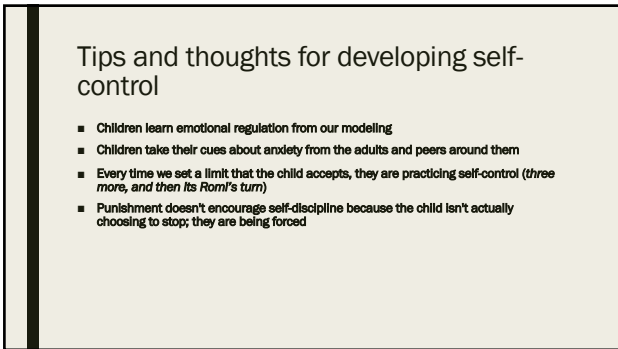 Tips and thoughts for developing self-
control
■ Children learn emotional regulation from our modeling
■ Children take their cues about anxiety from the adults and peers around them
■ Every time we set a limit that the child accepts, they are practicing self-control (three
more, and then its Romi's turn)
■ Punishment doesn't encourage self-discipline because the child isn't actually
choosing to stop; they are being forced